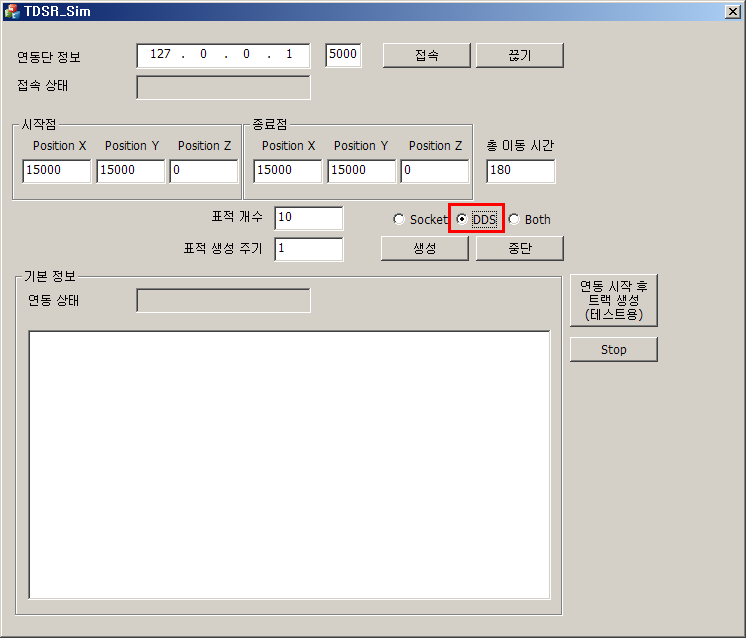 TDSR_Sim
연동단 정보 127 . 0 . 0 . 1 5000 접속 끊기
접속 상태
시작점 종료점
Position X Position Y Position Z Position X Position Y Position Z 총 이동 시간
15000 15000 0 15000 15000 0 180
표적 개수 10 Socket DDS Both
표적 생성 주기 1 생성 중단
기본 정보
연동 상태
연동 시작 후
트랙 생성
(테스트용)
Stop